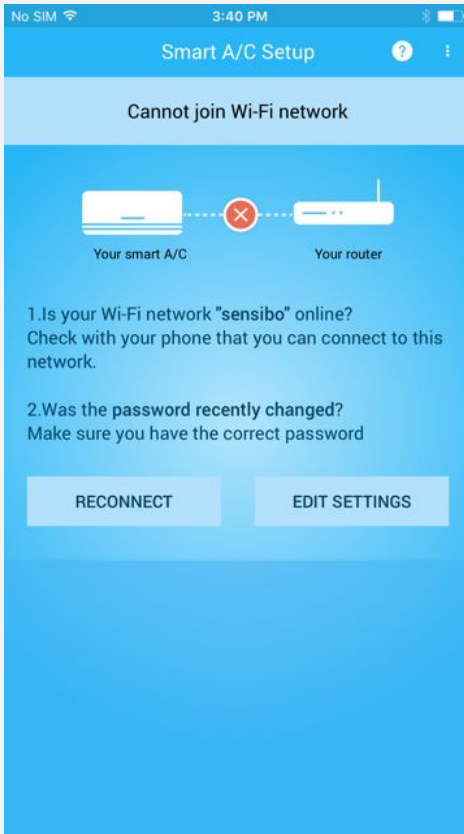 No SIM 3:40 PM
Smart A/C Setup ?
Cannot join Wi-Fi network
Your smart A/C Your router
1.Is your Wi-Fi network "sensibo" online?
Check with your phone that you can connect to this
network.
2.Was the password recently changed?
Make sure you have the correct password
RECONNECT EDIT SETTINGS